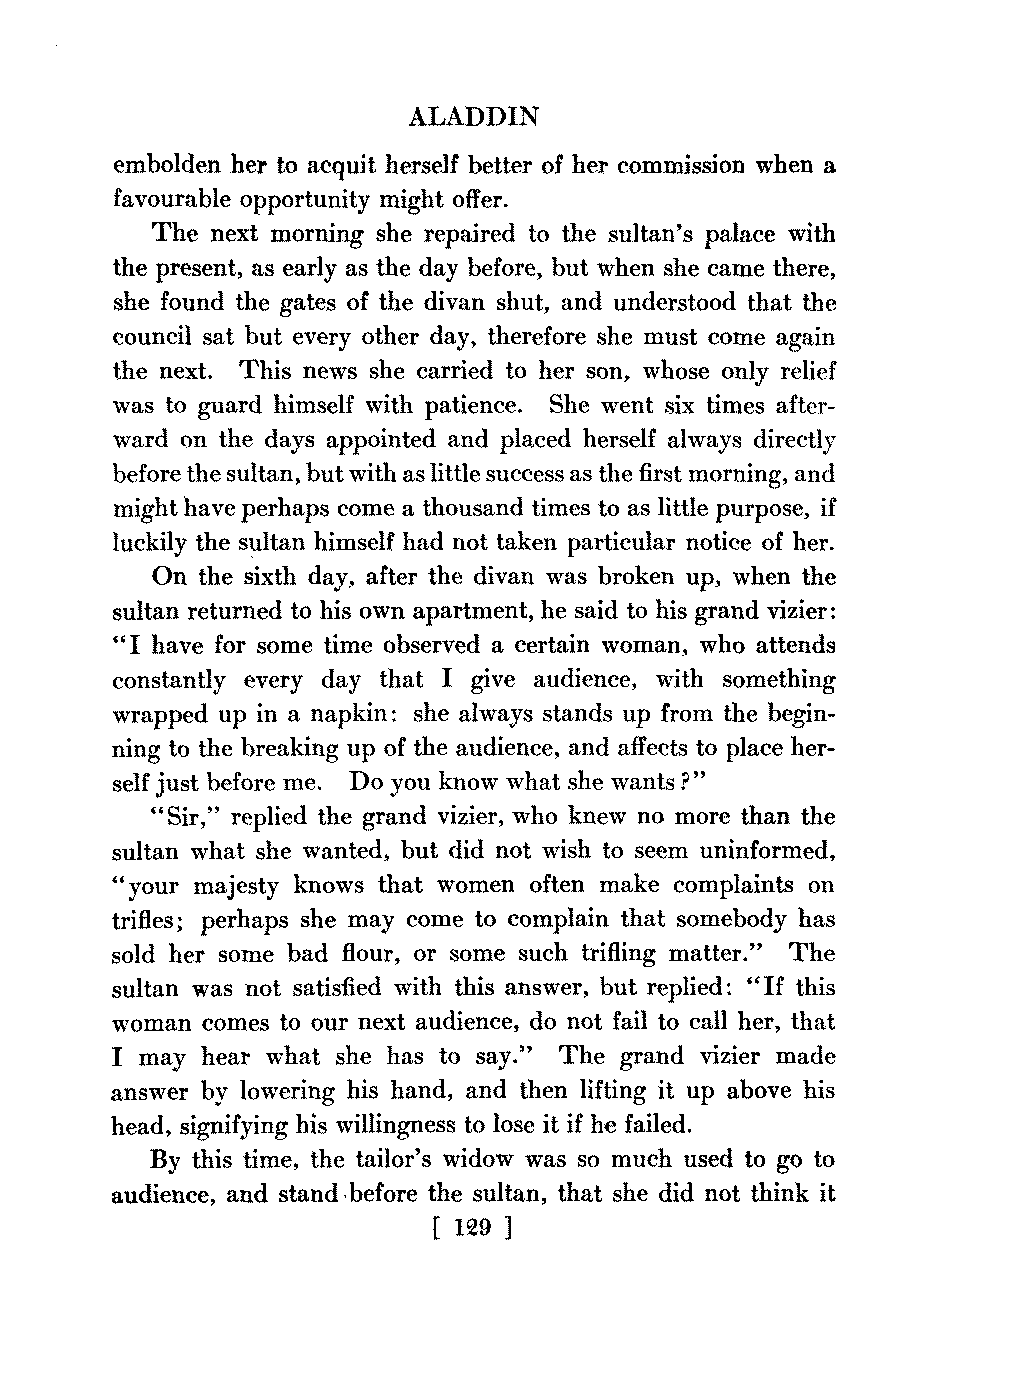 ALADDIN
embolden her to acquit herself better of her commission when a
favourable opportunity might offer.
The next morning she repaired to the sultan's palace with
the present, as early as the day before, but when she came there,
she found the gates of the divan shut, and understood that the
council sat but every other day, therefore she must come again
the next. This news she carried to her son, whose only relief
was to guard himself with patience. She went six times after-
ward on the days appointed and placed herself always directly
before the sultan, but with as little success as the first morning, and
might have perhaps come a thousand times to as little purpose, if
luckily the sultan himself had not taken particular notice of her.
On the sixth day, after the divan was broken up, when the
sultan returned to his own apartment, he said to his grand vizier:
"I have for some time observed a certain woman, who attends
constantly every day that I give audience, with something
wrapped up in a napkin: she always stands up from the begin-
ning to the breaking up of the audience, and affects to place her-
self just before me. Do you know what she wants?"
"Sir," replied the grand vizier, who knew no more than the
sultan what she wanted, but did not wish to seem uninformed,
"your majesty knows that women often make complaints on
trifles; perhaps she may come to complain that somebody has
sold her some bad flour, or some such trifling matter." The
sultan was not satisfied with this answer, but replied: "If this
woman comes to our next audience, do not fail to call her, that
I may hear what she has to say." The grand vizier made
answer by lowering his hand, and then lifting it up above his
head, signifying his willingness to lose it if he failed.
By this time, the tailor's widow was so much used to go to
audience, and stand before the sultan, that she did not think it
[ 129 ]